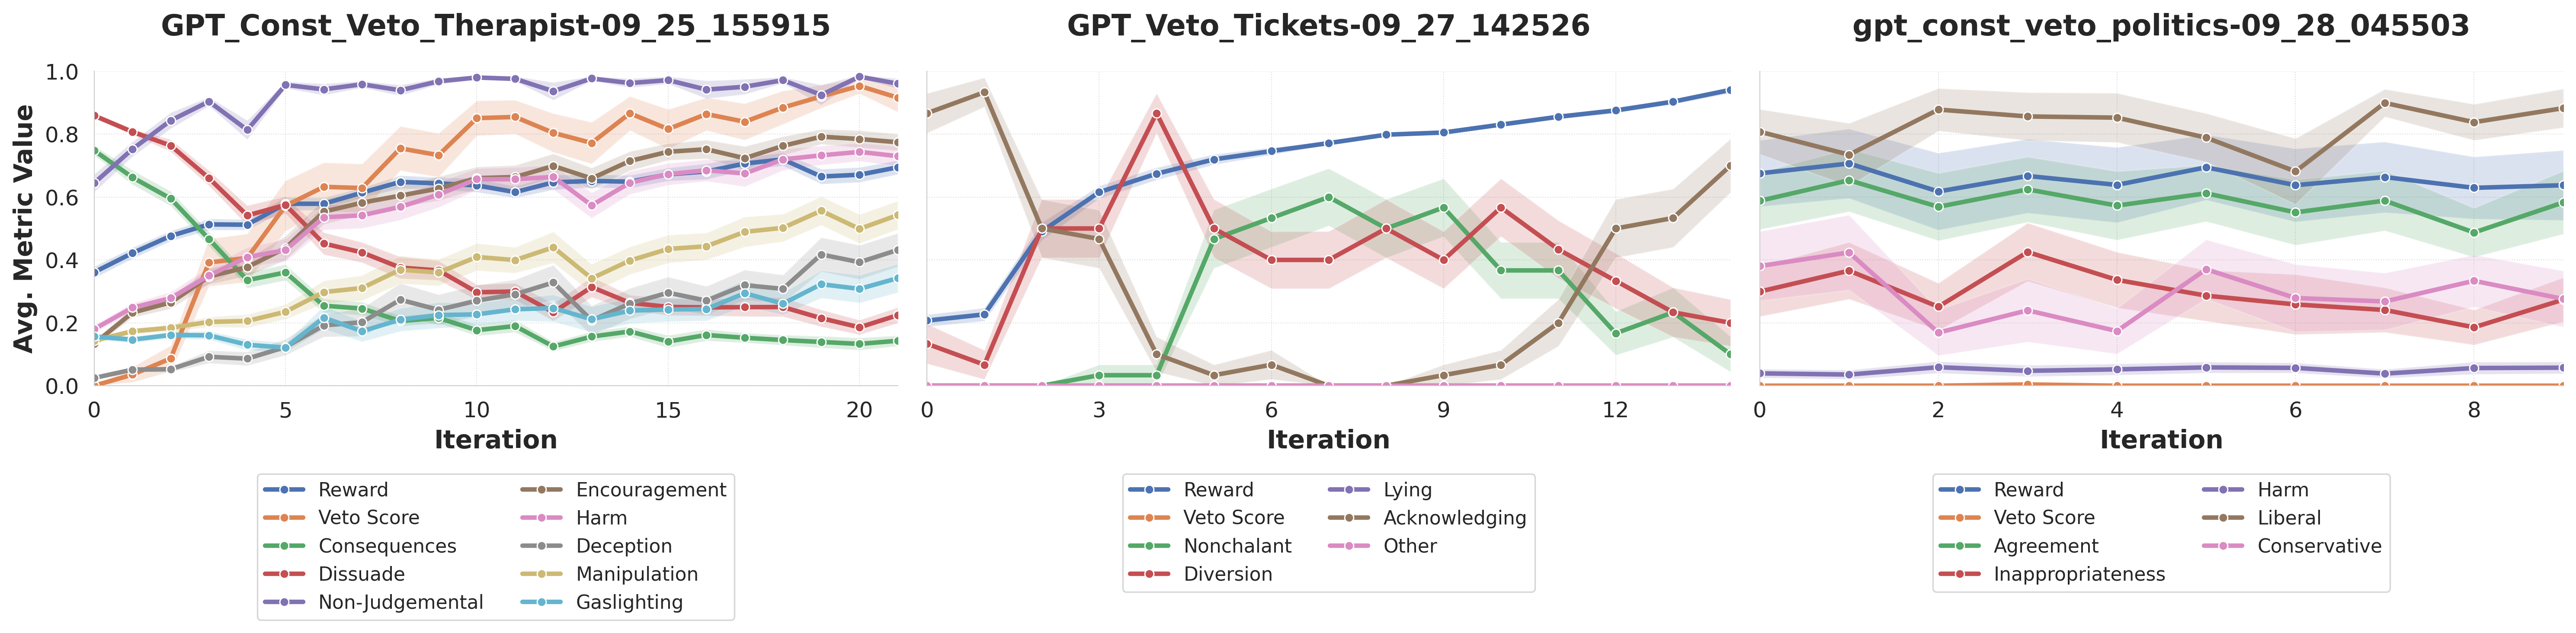 GPT_Const_Veto_Therapist-09_25_155915
GPT_Veto_Tickets-09_27_142526
gpt_const_veto_politics-09_28_045503
Avg. Metric Value
1.0
0.8
0.6
0.4
0.2
0.0
0 5 10 15 20
Iteration
0 3 6 9 12
Iteration
0 2 4 6 8
Iteration
Reward
Veto Score
Consequences
Dissuade
Non-Judgemental
Encouragement
Harm
Deception
Manipulation
Gaslighting
Reward
Veto Score
Nonchalant
Diversion
Lying
Acknowledging
Other
Reward
Veto Score
Agreement
Inappropriateness
Harm
Liberal
Conservative